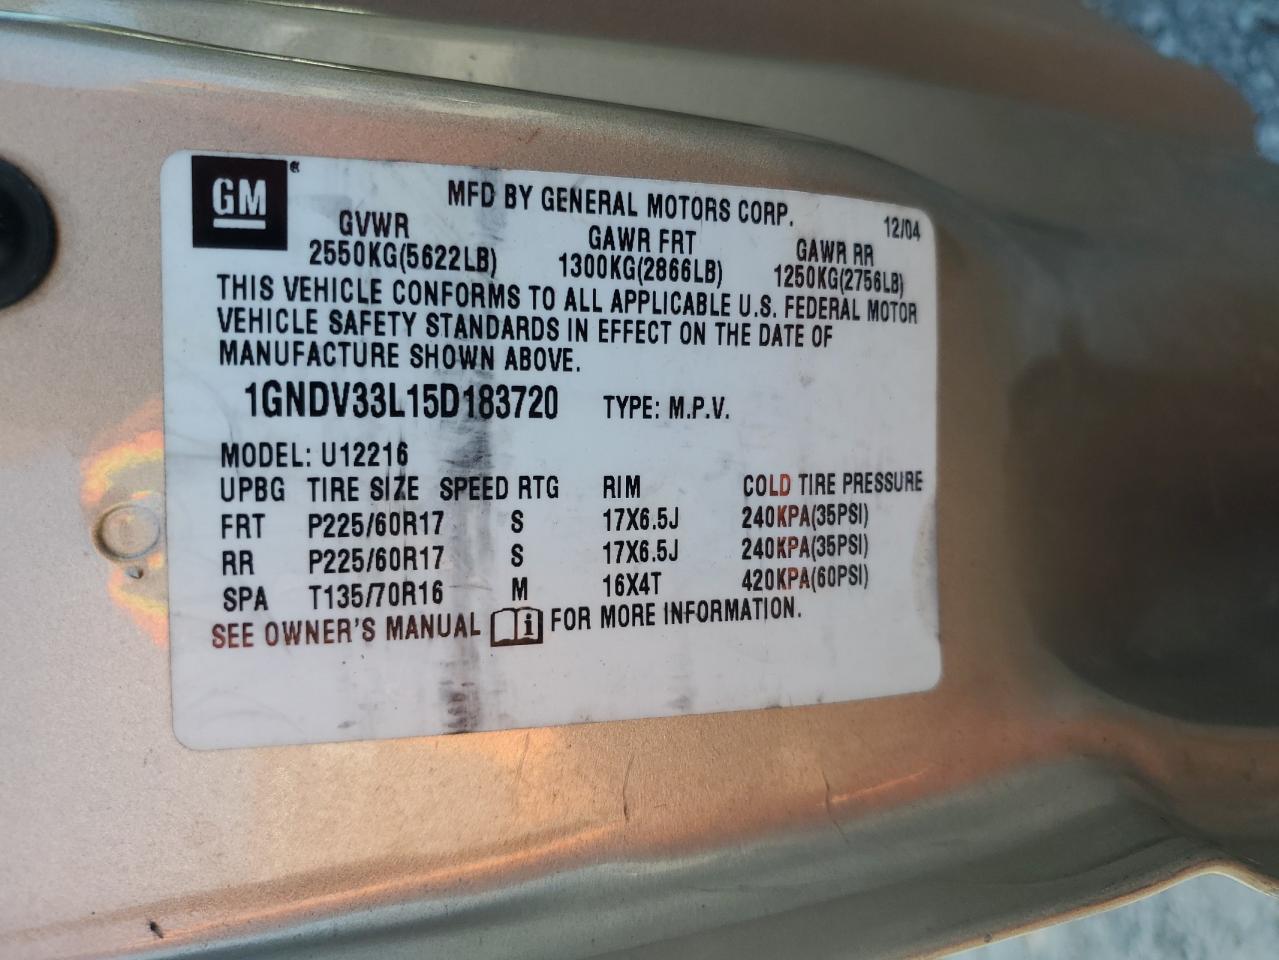 GM®
MFD BY GENERAL MOTORS CORP.
12/04
GVWR GAWR FRT GAWR RR
2550KG(5622LB) 1300KG(2866LB) 1250KG(2756LB)
THIS VEHICLE CONFORMS TO ALL APPLICABLE U.S. FEDERAL MOTOR
VEHICLE SAFETY STANDARDS IN EFFECT ON THE DATE OF
MANUFACTURE SHOWN ABOVE.
1GNDV33L15D183720 TYPE: M.P.V.
MODEL: U12216
UPBG TIRE SIZE SPEED RTG RIM COLD TIRE PRESSURE
FRT P225/60R17 S 17X6.5J 240KPA(35PSI)
RR P225/60R17 S 17X6.5J 240KPA(35PSI)
SPA T135/70R16 M 16X4T 420KPA(60PSI)
SEE OWNER'S MANUAL i FOR MORE INFORMATION.